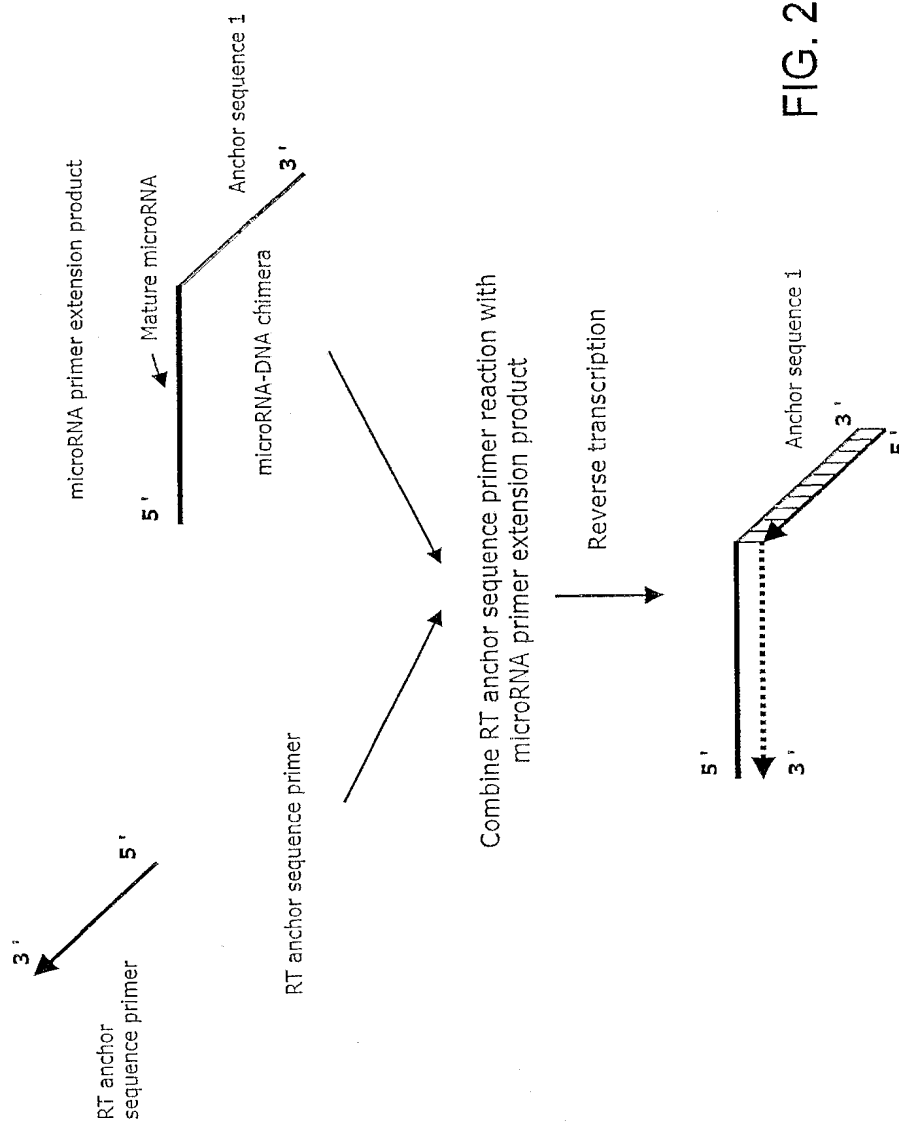 RT anchor
sequence primer
3'
5'
RT anchor sequence primer
microRNA primer extension product
5'
Mature microRNA
Anchor sequence 1
3'
microRNA-DNA chimera
Combine RT anchor sequence primer reaction with
microRNA primer extension product
Reverse transcription
5'
3'
Anchor sequence 1
3'
5'
FIG. 2